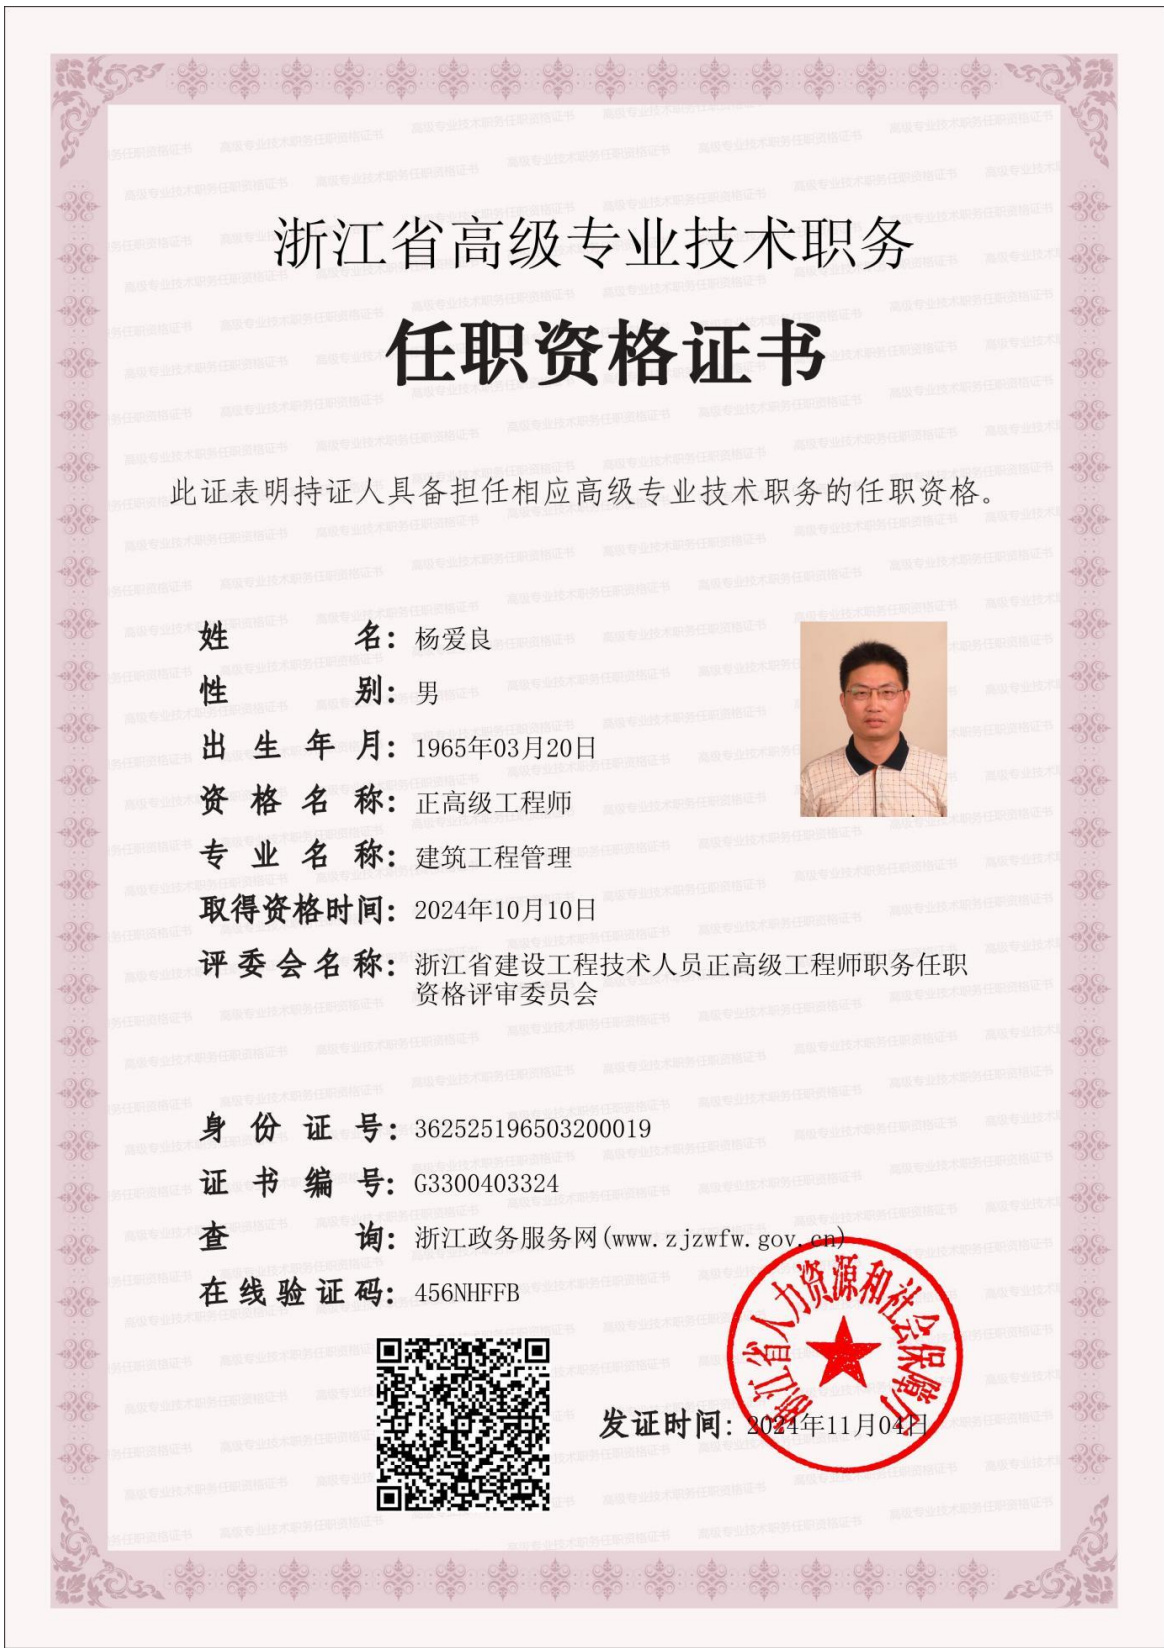 浙江省高级专业技术职务
任职资格证书
此证表明持证人具备担任相应高级专业技术职务的任职资格。
姓名：杨爱良
性别：男
出生年月：1965年03月20日
资格名称：正高级工程师
专业名称：建筑工程管理
取得资格时间：2024年10月10日
评委会名称：浙江省建设工程技术人员正高级工程师职务任职
资格评审委员会
身份证号：362525196503200019
证书编号：G3300403324
查询：浙江政务服务网(www.zjzwfw.gov.cn)
在线验证码：456NHFFB
浙江省人力资源和社会保障厅
发证时间：2024年11月04日